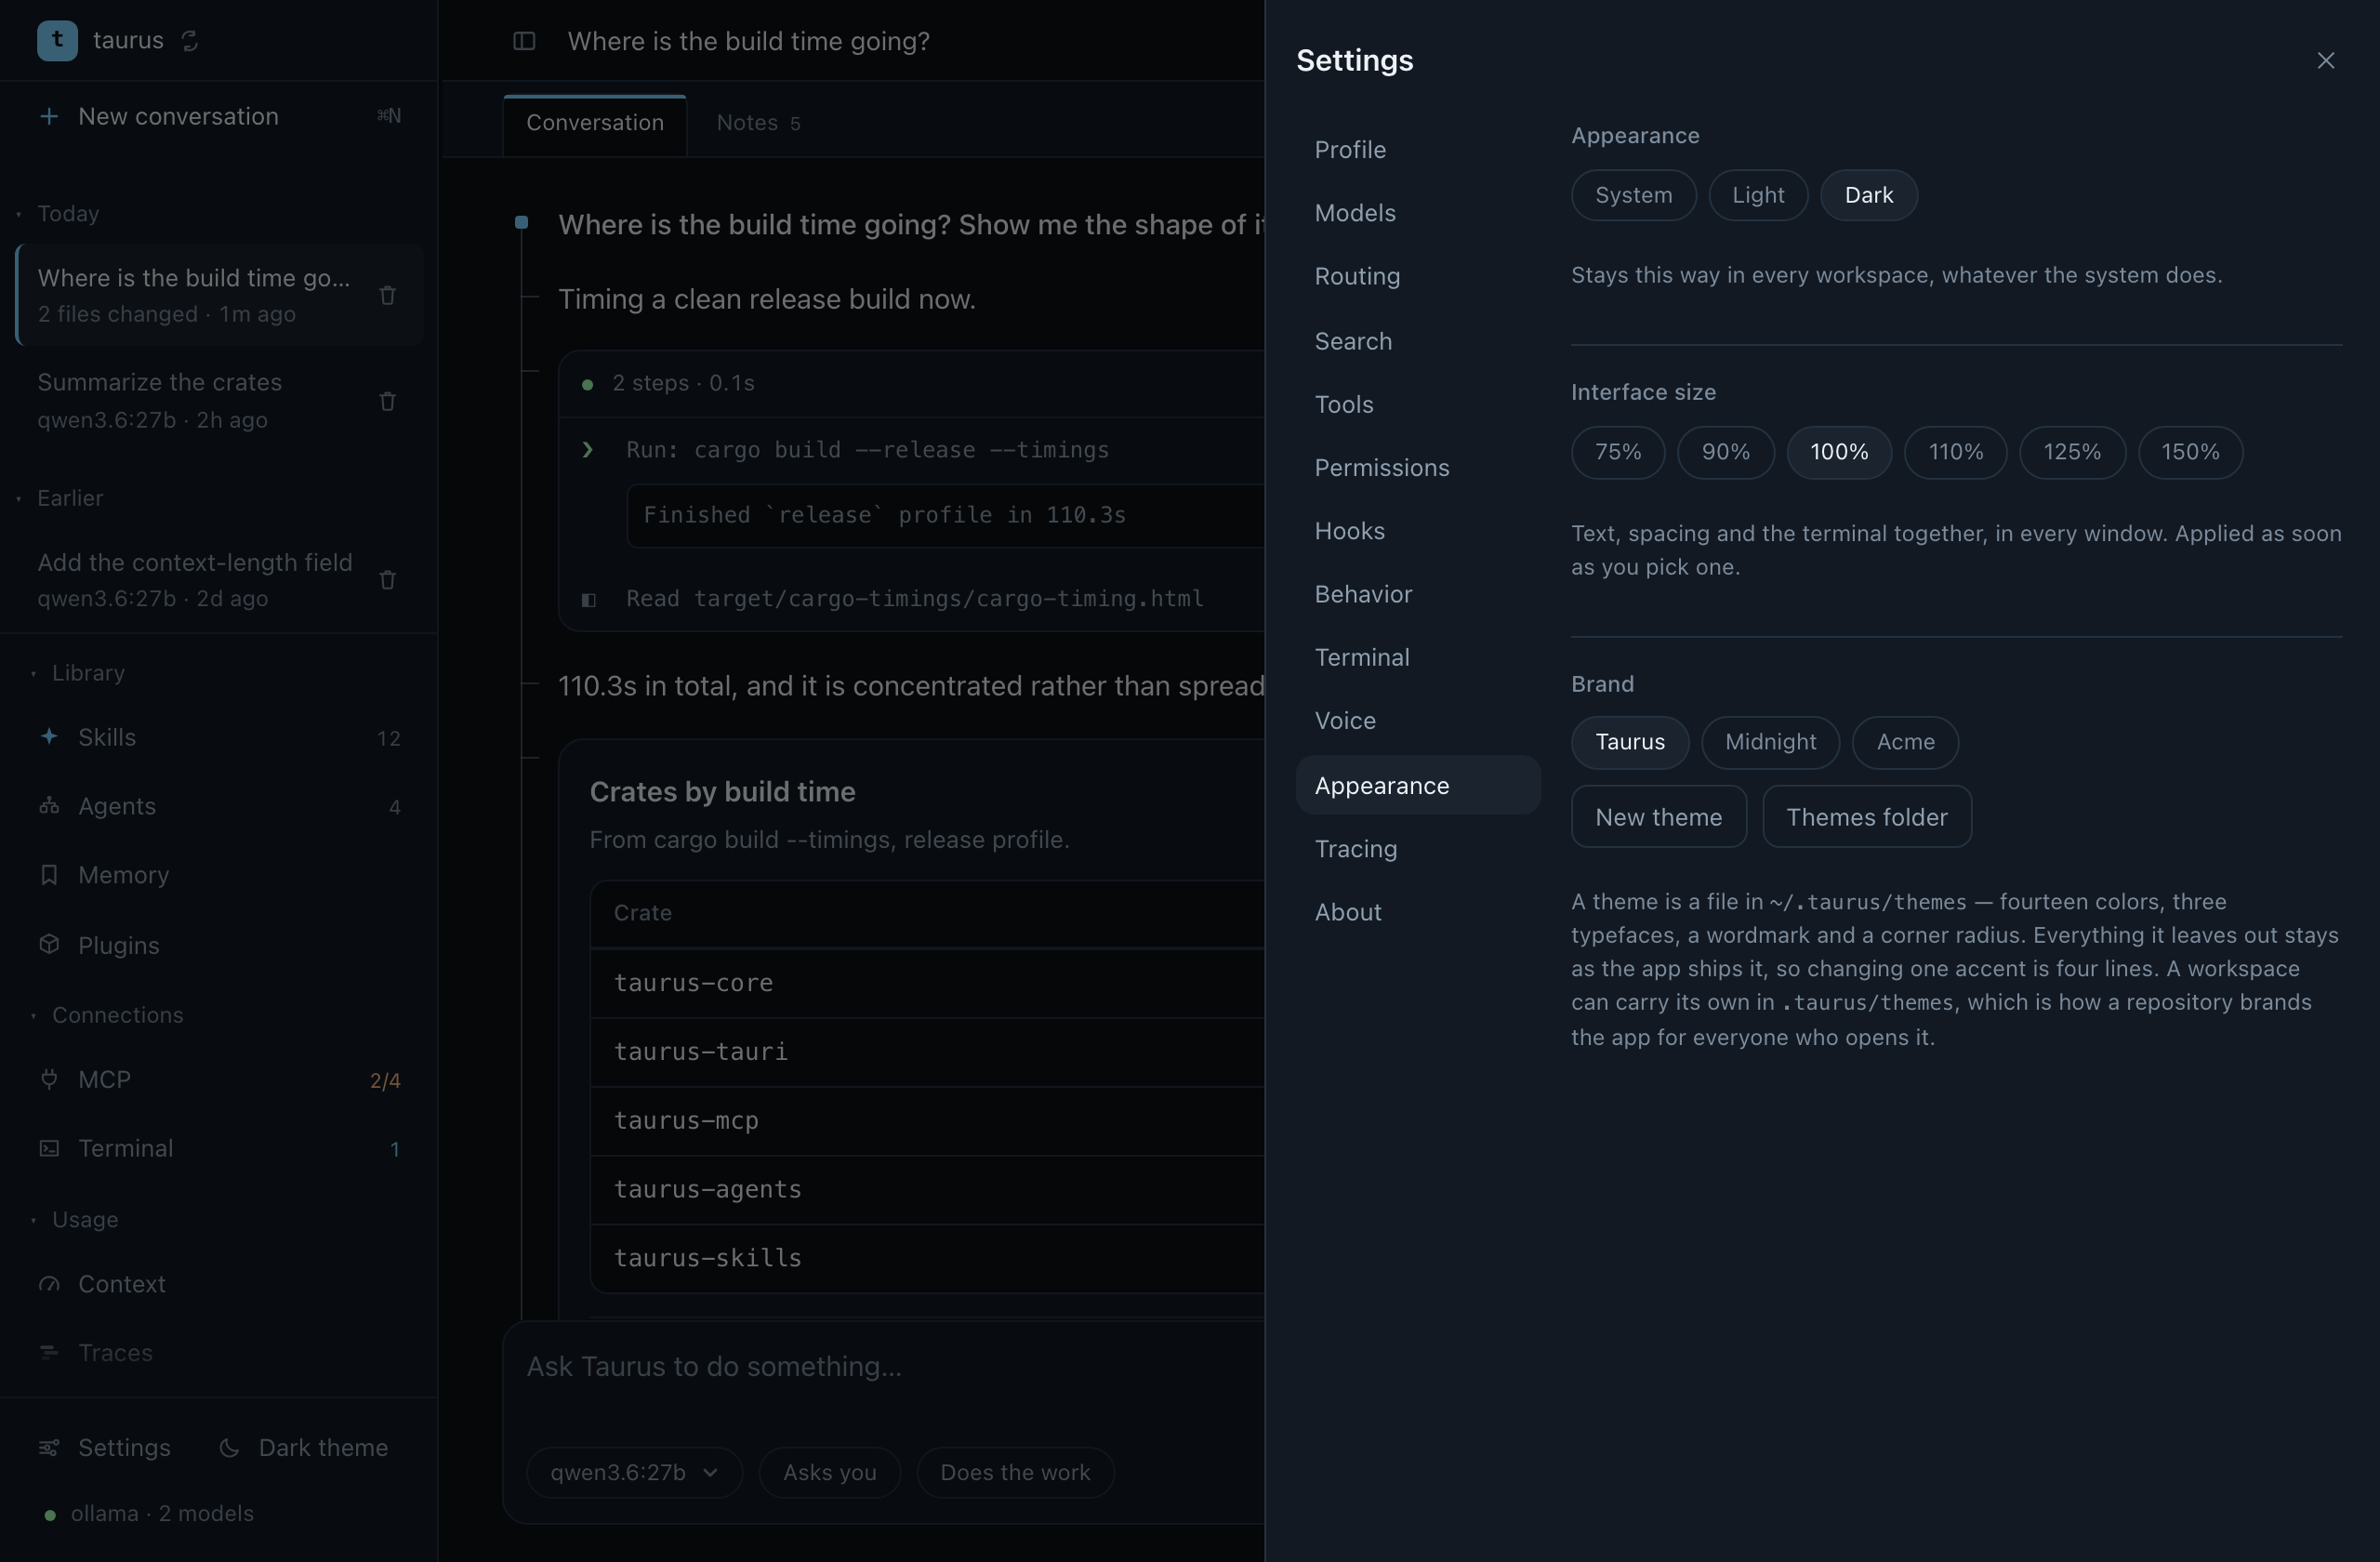 t taurus
New conversation ⌘N
Today
Where is the build time go...
2 files changed · 1m ago
Summarize the crates
qwen3.6:27b · 2h ago
Earlier
Add the context-length field
qwen3.6:27b · 2d ago
Library
Skills 12
Agents 4
Memory
Plugins
Connections
MCP 2/4
Terminal 1
Usage
Context
Traces
Settings Dark theme
ollama · 2 models
Where is the build time going?
Conversation Notes 5
Where is the build time going? Show me the shape of it
Timing a clean release build now.
2 steps · 0.1s
Run: cargo build --release --timings
Finished `release` profile in 110.3s
Read target/cargo-timings/cargo-timing.html
110.3s in total, and it is concentrated rather than spread
Crates by build time
From cargo build --timings, release profile.
Crate
taurus-core
taurus-tauri
taurus-mcp
taurus-agents
taurus-skills
Ask Taurus to do something...
qwen3.6:27b Asks you Does the work
Settings
Profile
Models
Routing
Search
Tools
Permissions
Hooks
Behavior
Terminal
Voice
Appearance
Tracing
About
Appearance
System Light Dark
Stays this way in every workspace, whatever the system does.
Interface size
75% 90% 100% 110% 125% 150%
Text, spacing and the terminal together, in every window. Applied as soon
as you pick one.
Brand
Taurus Midnight Acme
New theme Themes folder
A theme is a file in ~/.taurus/themes — fourteen colors, three
typefaces, a wordmark and a corner radius. Everything it leaves out stays
as the app ships it, so changing one accent is four lines. A workspace
can carry its own in .taurus/themes, which is how a repository brands
the app for everyone who opens it.